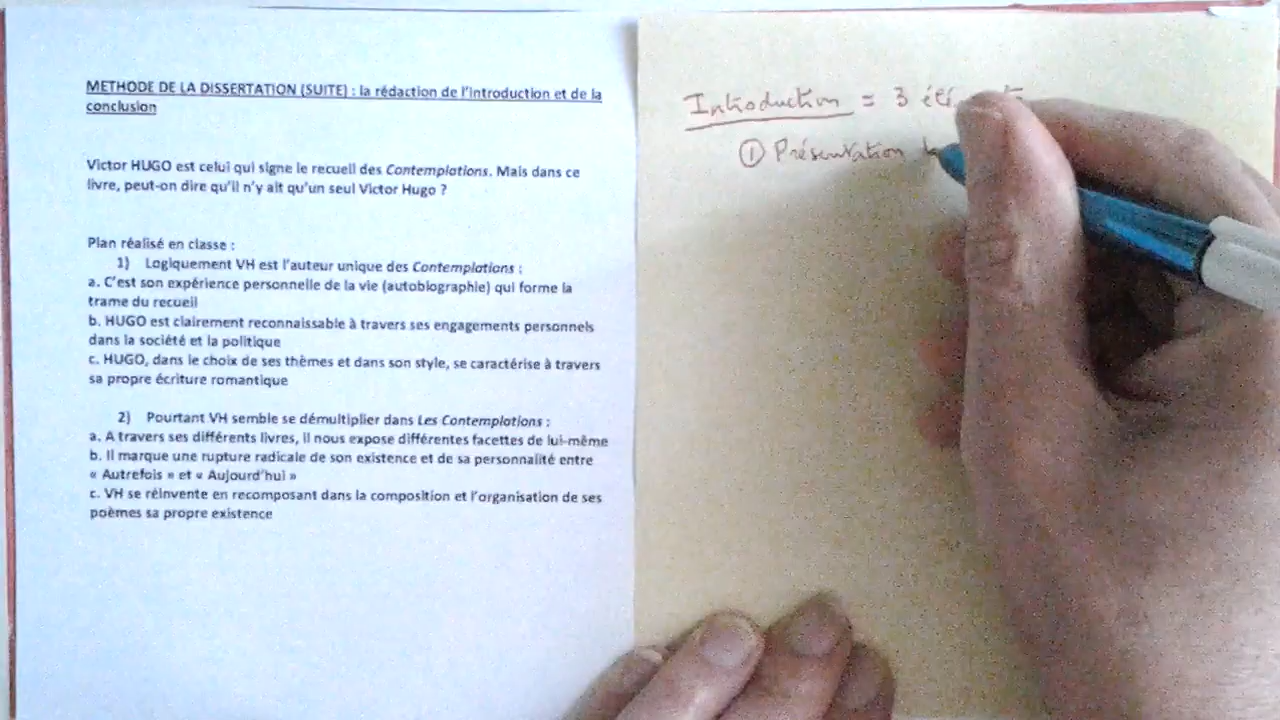 METHODE DE LA DISSERTATION (SUITE) : la rédaction de l'introduction et de la
conclusion
Victor HUGO est celui qui signe le recueil des Contemplations. Mais dans ce
livre, peut-on dire qu'il n'y ait qu'un seul Victor Hugo ?
Plan réalisé en classe :
1) Logiquement VH est l'auteur unique des Contemplations :
a. C'est son expérience personnelle de la vie (autobiographie) qui forme la
trame du recueil
b. HUGO est clairement reconnaissable à travers ses engagements personnels
dans la société et la politique
c. HUGO, dans le choix de ses thèmes et dans son style, se caractérise à travers
sa propre écriture romantique
2) Pourtant VH semble se démultiplier dans Les Contemplations :
a. A travers ses différents livres, il nous expose différentes facettes de lui-même
b. Il marque une rupture radicale de son existence et de sa personnalité entre
« Autrefois » et « Aujourd'hui »
c. VH se réinvente en recomposant dans la composition et l'organisation de ses
poèmes sa propre existence
Introduction = 3
① Présentation